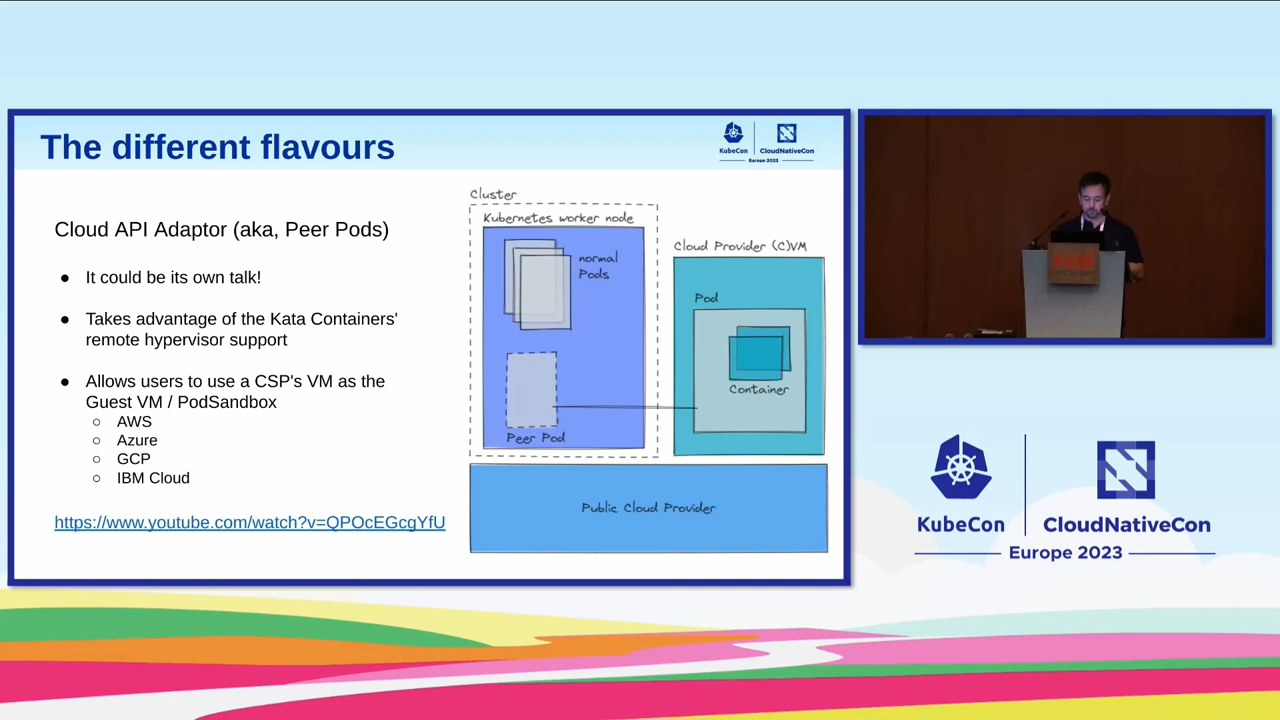 The different flavours
KubeCon
CloudNativeCon
Europe 2023
Cloud API Adaptor (aka, Peer Pods)
● It could be its own talk!
● Takes advantage of the Kata Containers'
remote hypervisor support
● Allows users to use a CSP's VM as the
Guest VM / PodSandbox
○ AWS
○ Azure
○ GCP
○ IBM Cloud
https://www.youtube.com/watch?v=QPOcEGcgYfU
Cluster
Kubernetes worker node
normal
Pods
Peer Pod
Cloud Provider (C)VM
Pod
Container
Public Cloud Provider
KubeCon
CloudNativeCon
Europe 2023